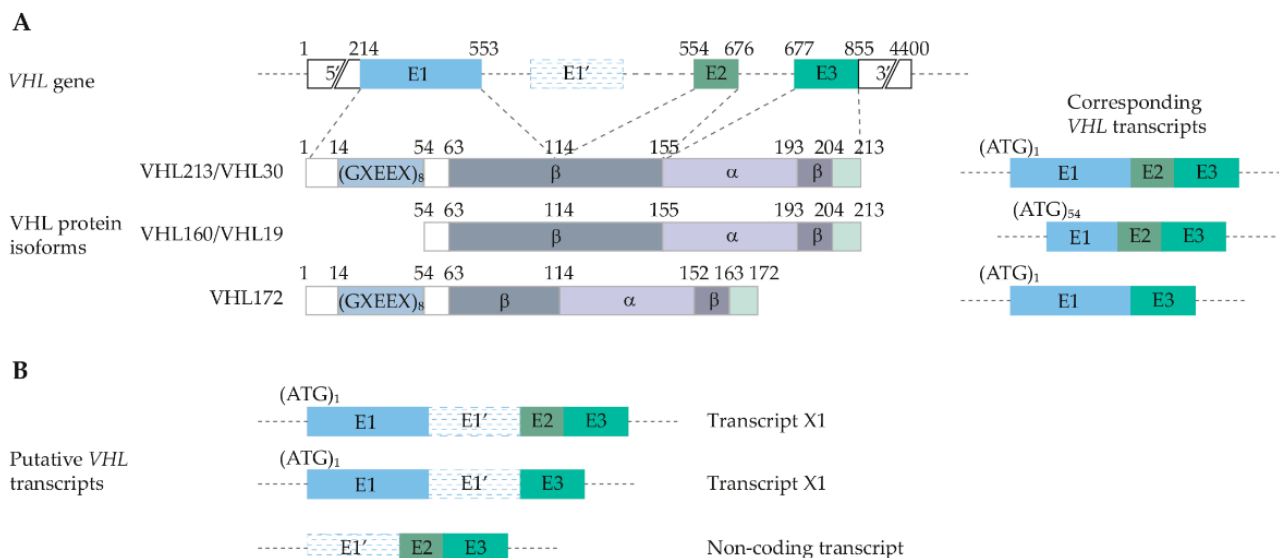 A
1 214 553 554 676 677 855 4400
VHL gene
5′ E1 E1′ E2 E3 3′
Corresponding
VHL transcripts
1 14 54 63 114 155 193 204 213
VHL213/VHL30
(GXEEX)₈ β α β
(ATG)₁
E1 E2 E3
VHL protein
isoforms
54 63 114 155 193 204 213
VHL160/VHL19
β α β
(ATG)₅₄
E1 E2 E3
1 14 54 63 114 152 163 172
VHL172
(GXEEX)₈ β α β
(ATG)₁
E1 E3
B
(ATG)₁
E1 E1′ E2 E3 Transcript X1
Putative VHL
transcripts
(ATG)₁
E1 E1′ E3 Transcript X1
E1′ E2 E3 Non-coding transcript